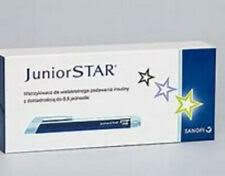 JuniorSTAR®
Wstrzykiwacz do wielokrotnego podawania insuliny
z dokładnością do 0,5 jednostki
SANOFI